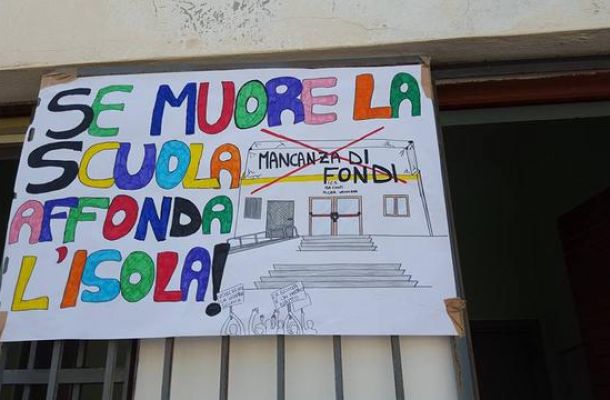 SE MUORE LA
SCUOLA
AFFONDA
L'ISOLA!
MANCANZA DI
FONDI